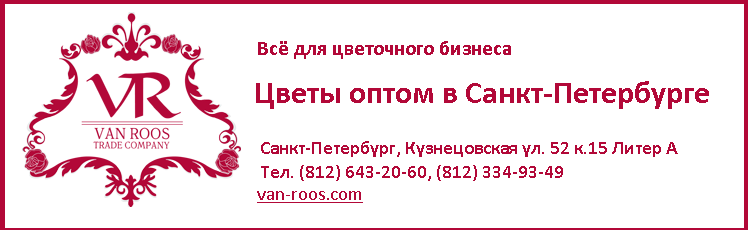 VR
VAN ROOS
TRADE COMPANY
Всё для цветочного бизнеса
Цветы оптом в Санкт-Петербурге
Санкт-Петербург, Кузнецовская ул. 52 к.15 Литер А
Тел. (812) 643-20-60, (812) 334-93-49
van-roos.com